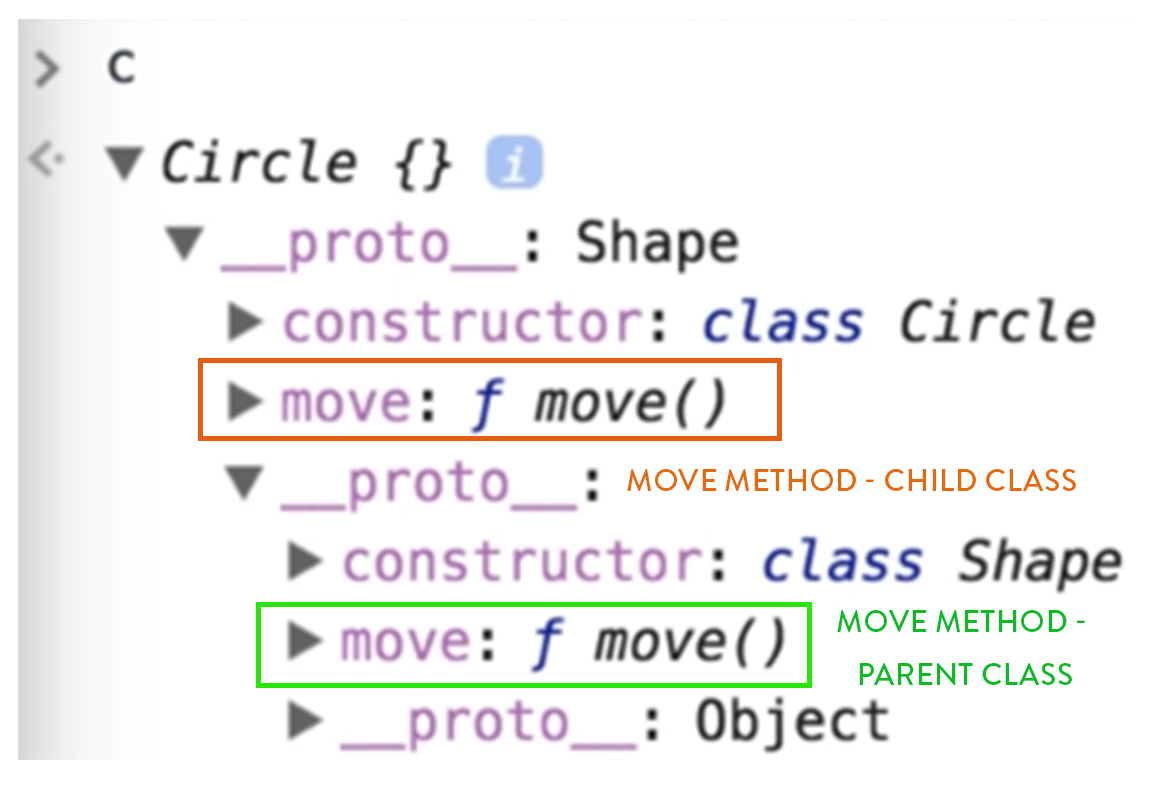 > c
Circle {} i
__proto__: Shape
constructor: class Circle
move: ƒ move()
__proto__:
MOVE METHOD - CHILD CLASS
constructor: class Shape
move: ƒ move()
MOVE METHOD -
PARENT CLASS
__proto__: Object